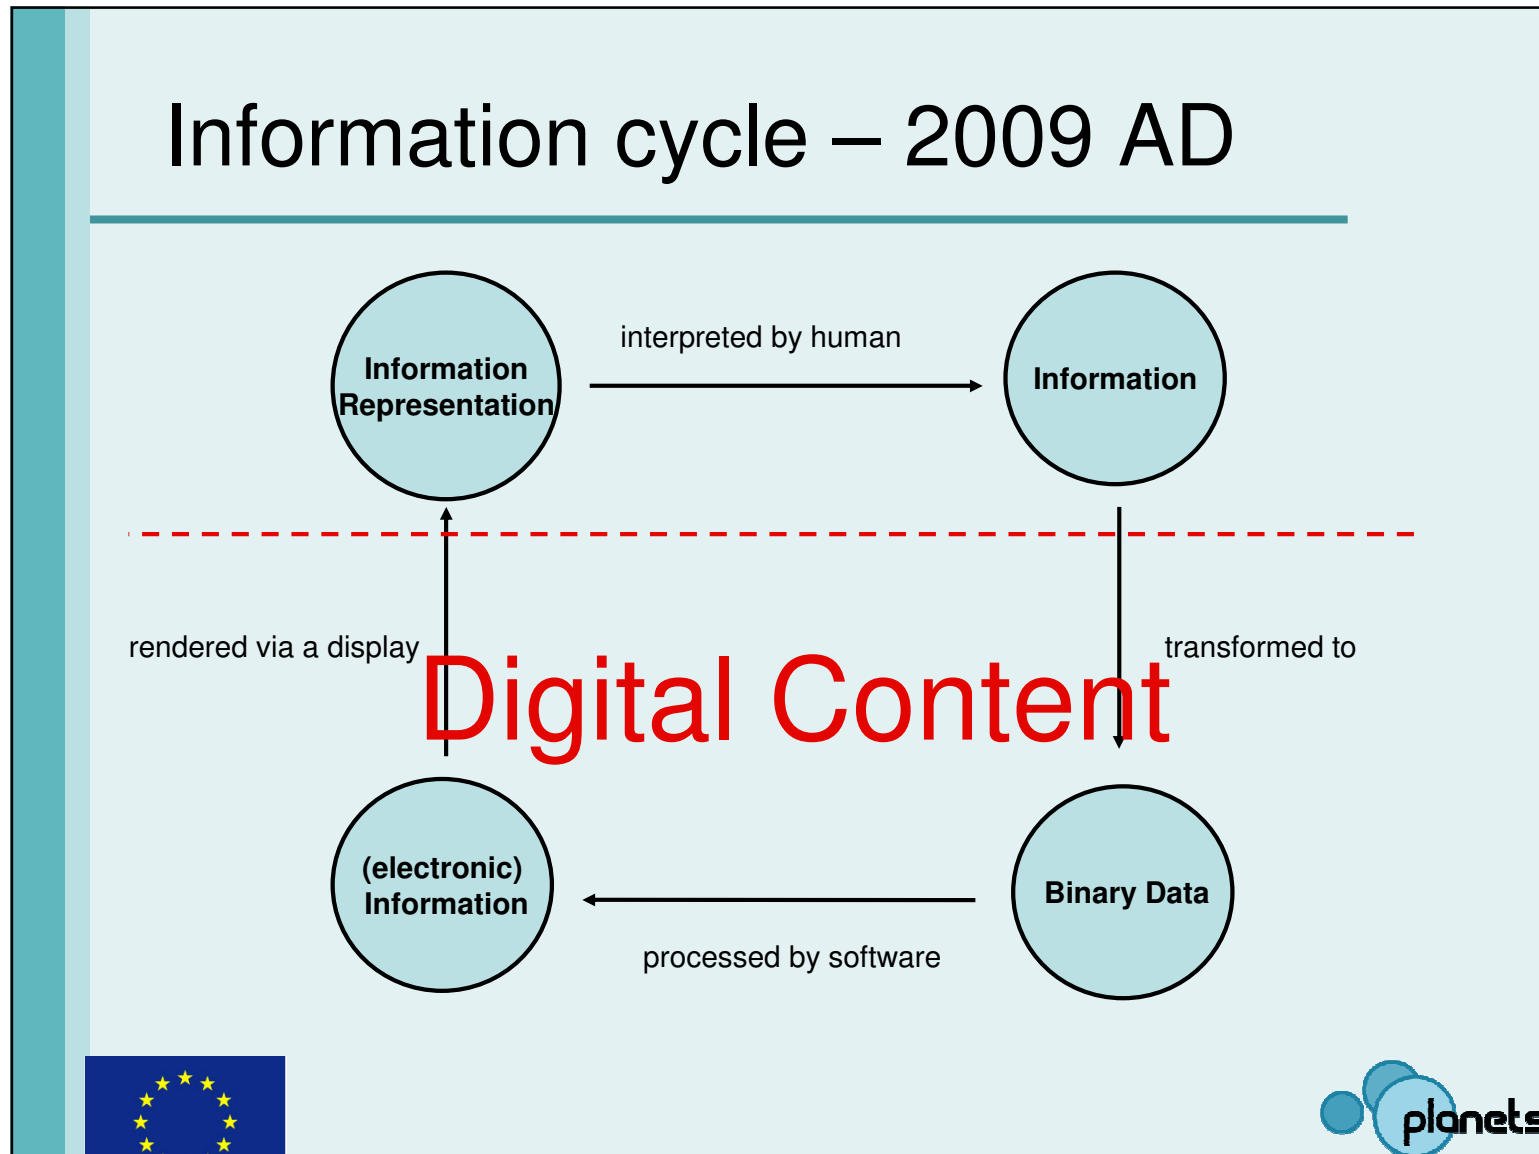 Information cycle – 2009 AD
Information
Representation
interpreted by human
Information
rendered via a display
transformed to
Digital Content
(electronic)
Information
Binary Data
processed by software
planets